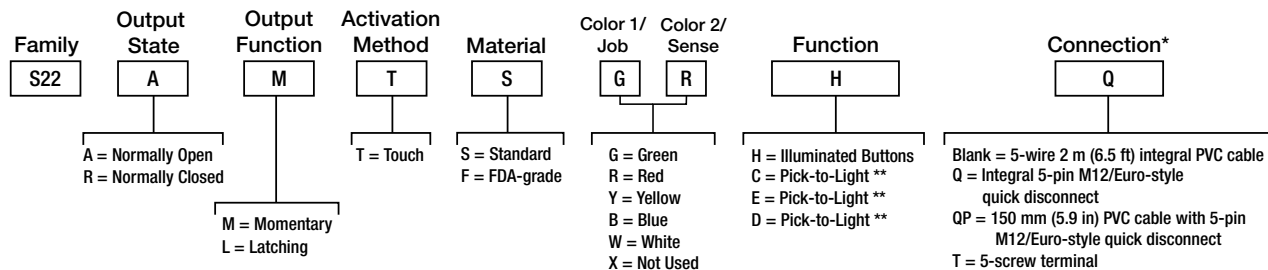 Family
Output State
Output Function
Activation Method
Material
Color 1/ Job
Color 2/ Sense
Function
Connection*
S22
A
M
T
S
G
R
H
Q
A = Normally Open
R = Normally Closed
M = Momentary
L = Latching
T = Touch
S = Standard
F = FDA-grade
G = Green
R = Red
Y = Yellow
B = Blue
W = White
X = Not Used
H = Illuminated Buttons
C = Pick-to-Light **
E = Pick-to-Light **
D = Pick-to-Light **
Blank = 5-wire 2 m (6.5 ft) integral PVC cable
Q = Integral 5-pin M12/Euro-style
quick disconnect
QP = 150 mm (5.9 in) PVC cable with 5-pin
M12/Euro-style quick disconnect
T = 5-screw terminal